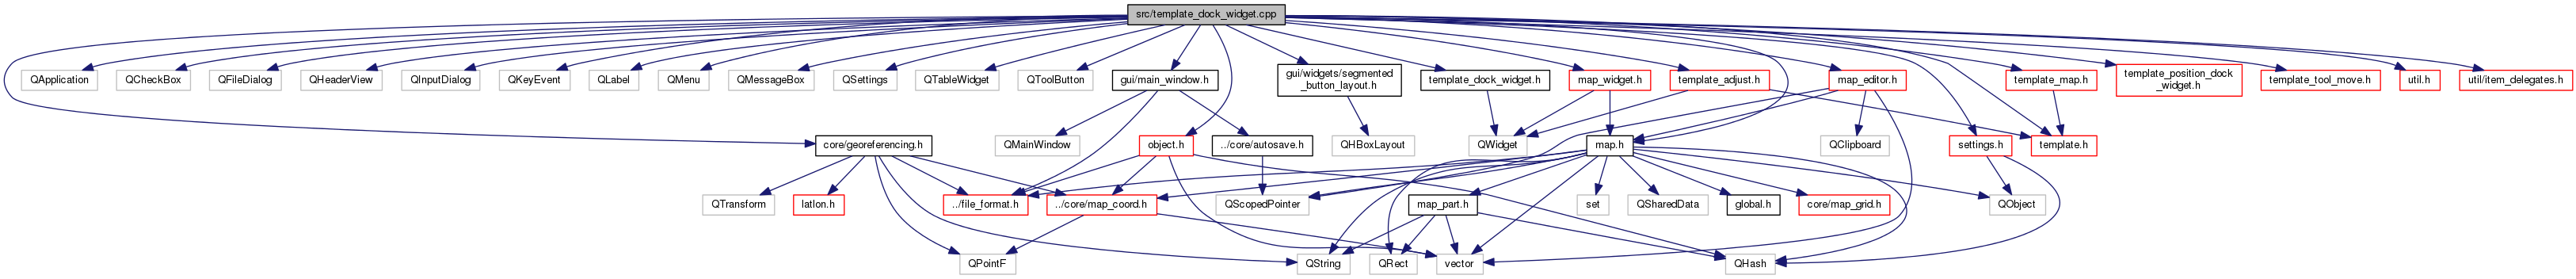 src/template_dock_widget.cpp
QApplication
QCheckBox
QFileDialog
QHeaderView
QInputDialog
QKeyEvent
QLabel
QMenu
QMessageBox
QSettings
QTableWidget
QToolButton
gui/main_window.h
gui/widgets/segmented
_button_layout.h
template_dock_widget.h
map_widget.h
template_adjust.h
map_editor.h
template_map.h
template_position_dock
_widget.h
template_tool_move.h
util.h
util/item_delegates.h
core/georeferencing.h
QMainWindow
object.h
../core/autosave.h
QHBoxLayout
QWidget
map.h
QClipboard
settings.h
template.h
QTransform
latlon.h
../file_format.h
../core/map_coord.h
QScopedPointer
map_part.h
set
QSharedData
global.h
core/map_grid.h
QObject
QPointF
QString
QRect
vector
QHash